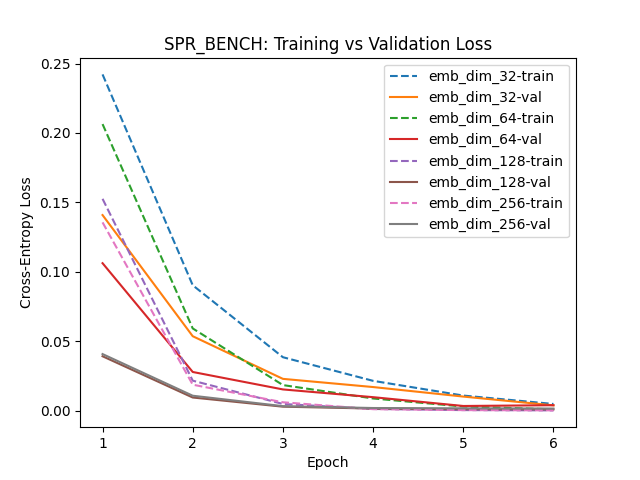 SPR_BENCH: Training vs Validation Loss
Cross-Entropy Loss
0.25
0.20
0.15
0.10
0.05
0.00
emb_dim_32-train
emb_dim_32-val
emb_dim_64-train
emb_dim_64-val
emb_dim_128-train
emb_dim_128-val
emb_dim_256-train
emb_dim_256-val
1 2 3 4 5 6
Epoch